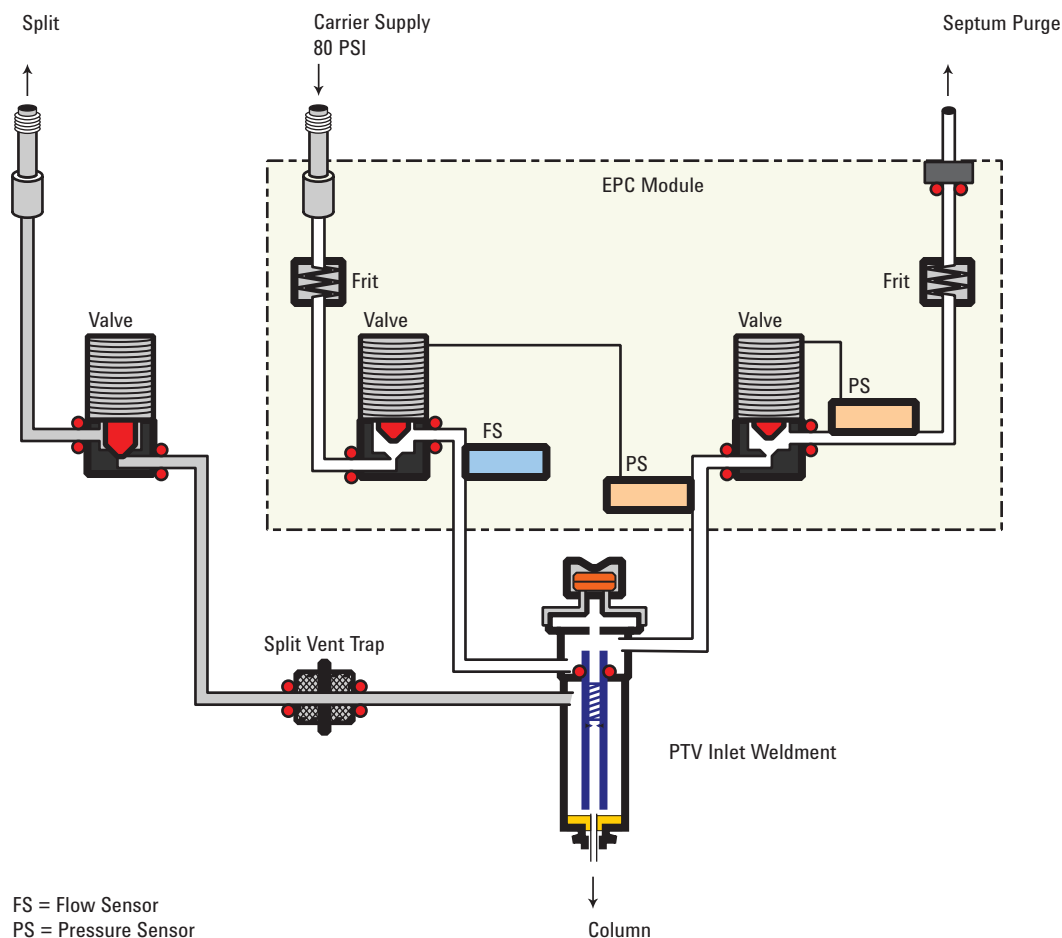 Split
Carrier Supply
80 PSI
Septum Purge
EPC Module
Frit
Frit
Valve
Valve
Valve
PS
FS
PS
Split Vent Trap
PTV Inlet Weldment
FS = Flow Sensor
PS = Pressure Sensor
Column